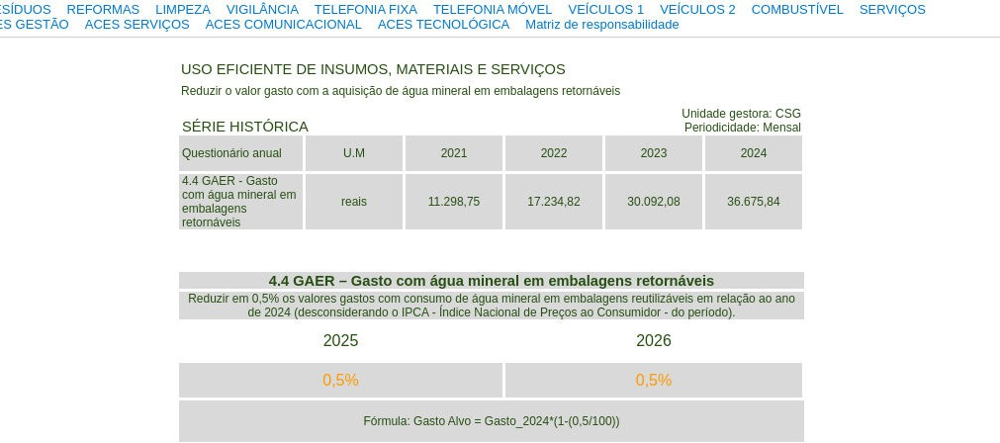 REFORMAS LIMPEZA VIGILÂNCIA TELEFONIA FIXA TELEFONIA MÓVEL VEÍCULOS 1 VEÍCULOS 2 COMBUSTÍVEL SERVIÇOS
GESTÃO ACES SERVIÇOS ACES COMUNICACIONAL ACES TECNOLÓGICA Matriz de responsabilidade
USO EFICIENTE DE INSUMOS, MATERIAIS E SERVIÇOS
Reduzir o valor gasto com a aquisição de água mineral em embalagens retornáveis
Unidade gestora: CSG
SÉRIE HISTÓRICA Periodicidade: Mensal
Questionário anual U.M 2021 2022 2023 2024
4.4 GAER - Gasto
com água mineral em
embalagens
retornáveis
reais 11.298,75 17.234,82 30.092,08 36.675,84
4.4 GAER – Gasto com água mineral em embalagens retornáveis
Reduzir em 0,5% os valores gastos com consumo de água mineral em embalagens reutilizáveis em relação ao ano
de 2024 (desconsiderando o IPCA - Índice Nacional de Preços ao Consumidor - do período).
2025 2026
0,5% 0,5%
Fórmula: Gasto Alvo = Gasto_2024*(1-(0,5/100))